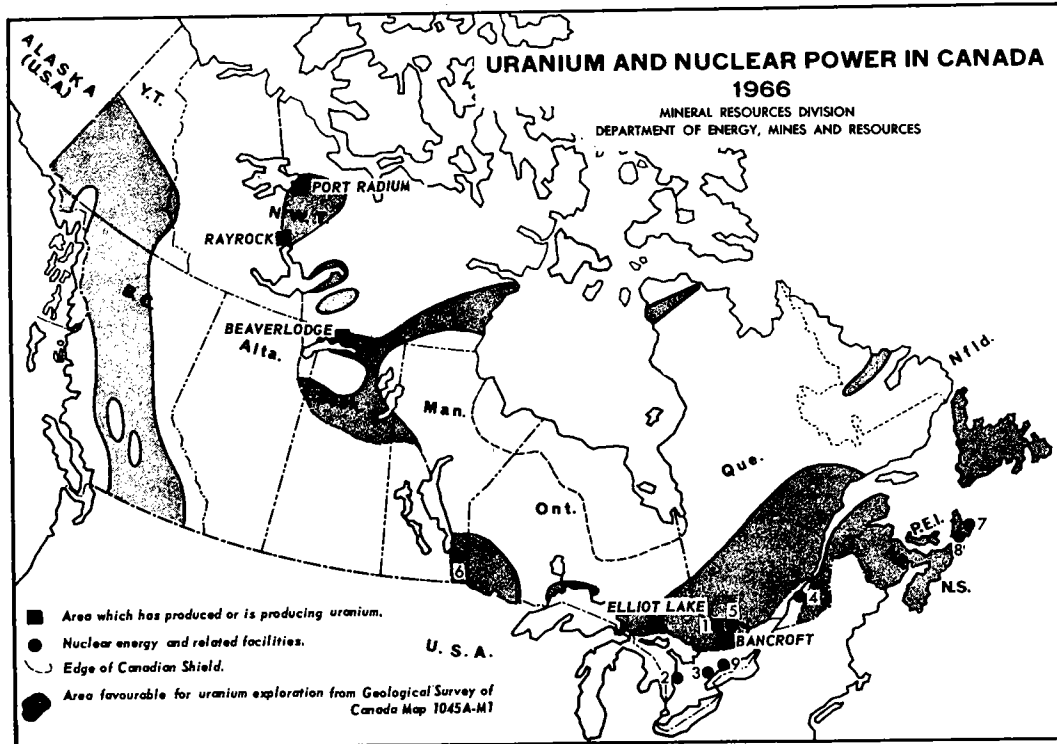 URANIUM AND NUCLEAR POWER IN CANADA
1966
MINERAL RESOURCES DIVISION
DEPARTMENT OF ENERGY, MINES AND RESOURCES
ALASKA
(U.S.A.)
Y.T.
PORT RADIUM
N.W.T.
RAYROCK
B.C.
BEAVERLODGE
Alta.
Man.
Nfld.
Que.
Ont.
P.E.I.
7
8
N.S.
6
ELLIOT LAKE
5
4
1
BANCROFT
2
3
9
U.S.A.
Area which has produced or is producing uranium.
Nuclear energy and related facilities.
Edge of Canadian Shield.
Area favourable for uranium exploration from Geological Survey of
Canada Map 1045A-M1